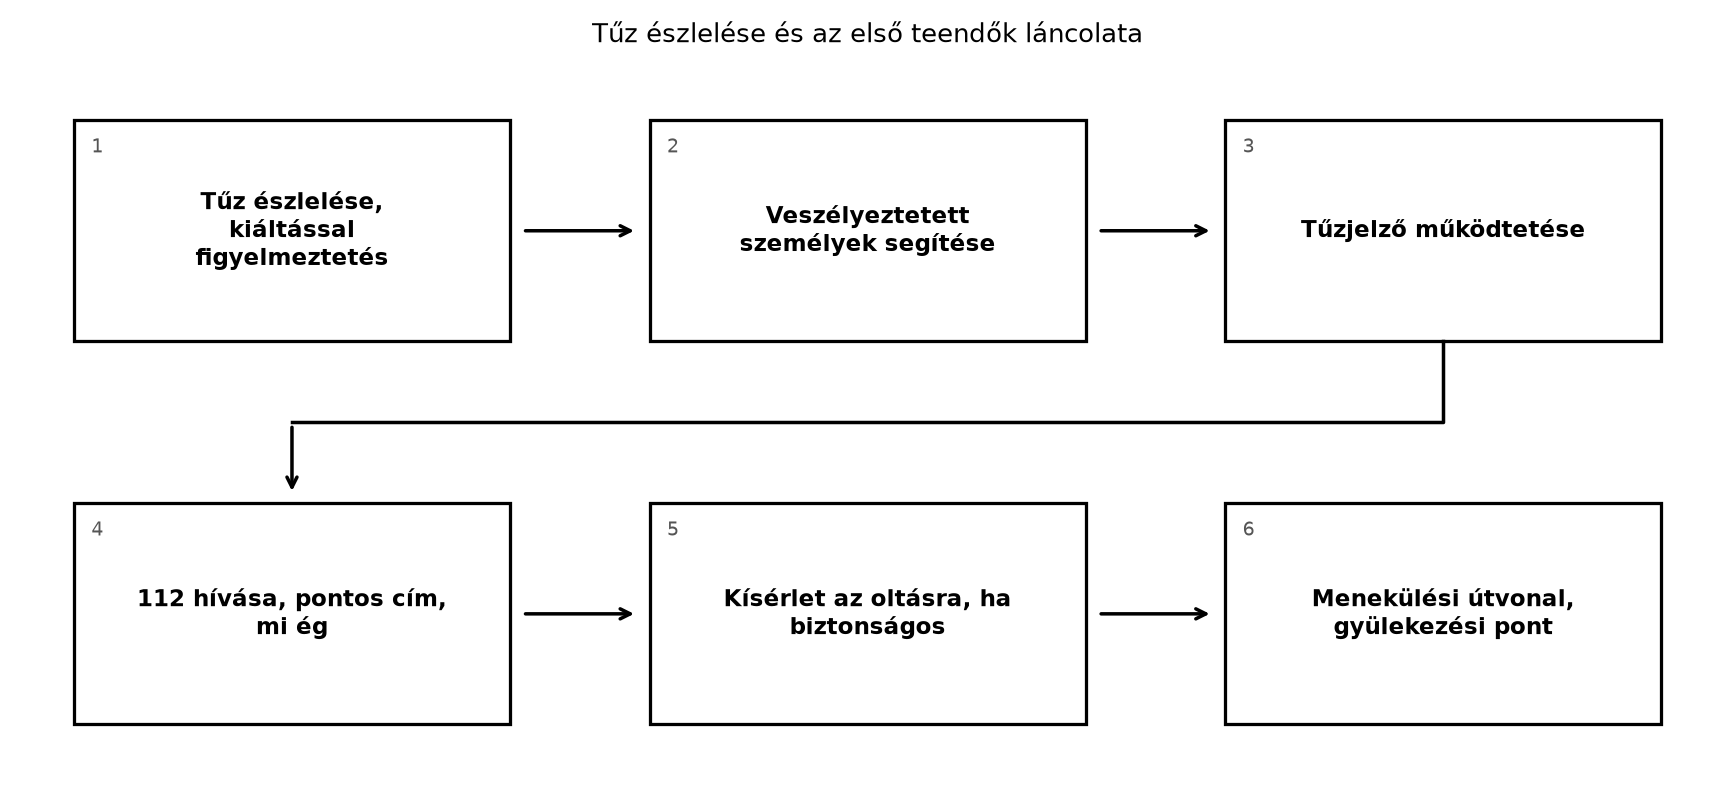 Tűz észlelése és az első teendők láncolata
1
Tűz észlelése,
kiáltással
figyelmeztetés
2
Veszélyeztetett
személyek segítése
3
Tűzjelző működtetése
4
112 hívása, pontos cím,
mi ég
5
Kísérlet az oltásra, ha
biztonságos
6
Menekülési útvonal,
gyülekezési pont